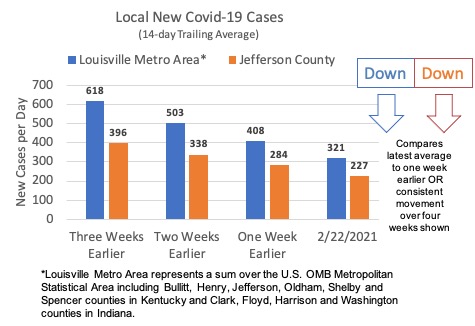 Local New Covid-19 Cases
(14-day Trailing Average)
Louisville Metro Area* Jefferson County
Down Down
700
600
500
400
300
200
100
0
New Cases per Day
618
396
503
338
408
284
321
227
Three Weeks
Earlier
Two Weeks
Earlier
One Week
Earlier
2/22/2021
Compares
latest average
to one week
earlier OR
consistent
movement
over four
weeks shown
*Louisville Metro Area represents a sum over the U.S. OMB Metropolitan
Statistical Area including Bullitt, Henry, Jefferson, Oldham, Shelby and
Spencer counties in Kentucky and Clark, Floyd, Harrison and Washington
counties in Indiana.